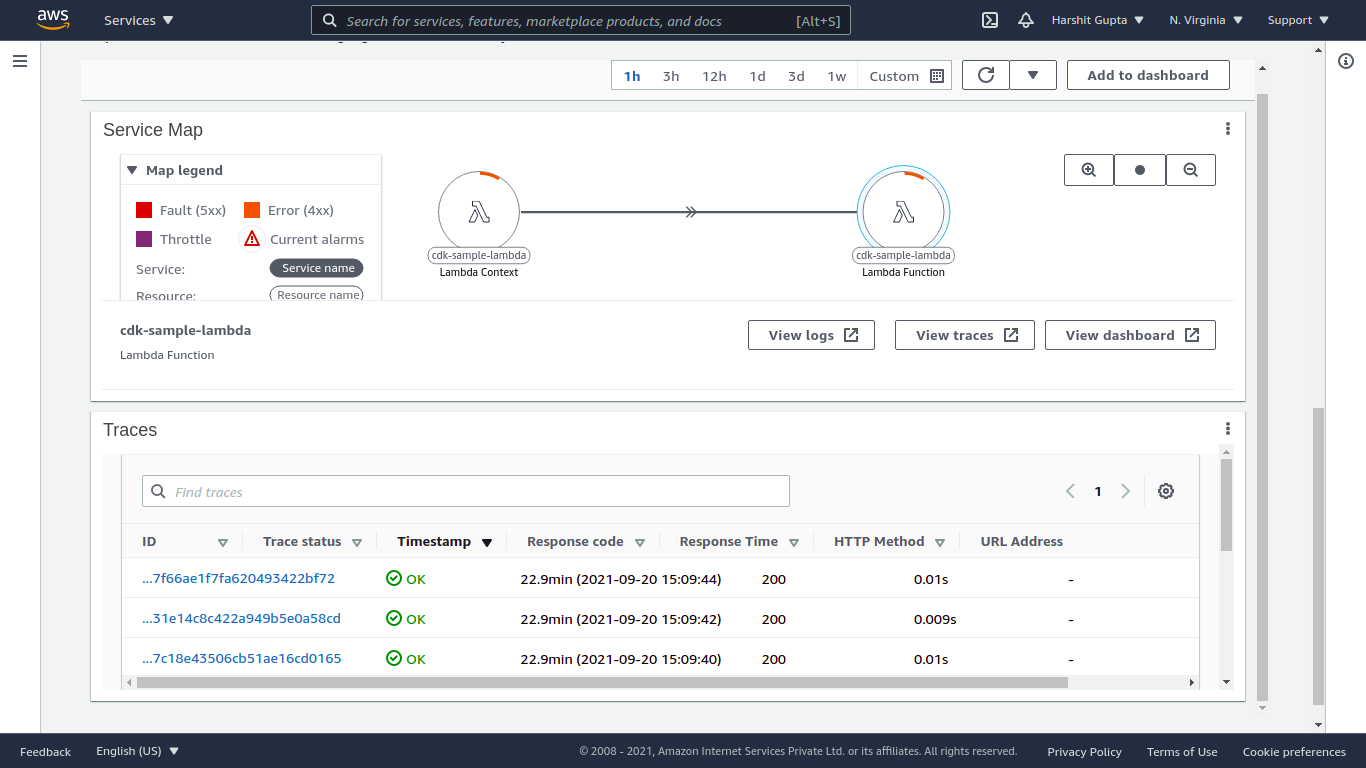 aws Services Search for services, features, marketplace products, and docs [Alt+S] Harshit Gupta N. Virginia Support
1h 3h 12h 1d 3d 1w Custom Add to dashboard
Service Map
Map legend
Fault (5xx) Error (4xx)
Throttle Current alarms
Service: Service name
Resource: Resource name
cdk-sample-lambda
Lambda Context
cdk-sample-lambda
Lambda Function
cdk-sample-lambda
Lambda Function
View logs View traces View dashboard
Traces
Find traces 1
ID Trace status Timestamp Response code Response Time HTTP Method URL Address
...7f66ae1f7fa620493422bf72 OK 22.9min (2021-09-20 15:09:44) 200 0.01s -
...31e14c8c422a949b5e0a58cd OK 22.9min (2021-09-20 15:09:42) 200 0.009s -
...7c18e43506cb51ae16cd0165 OK 22.9min (2021-09-20 15:09:40) 200 0.01s -
Feedback English (US) © 2008 - 2021, Amazon Internet Services Private Ltd. or its affiliates. All rights reserved. Privacy Policy Terms of Use Cookie preferences